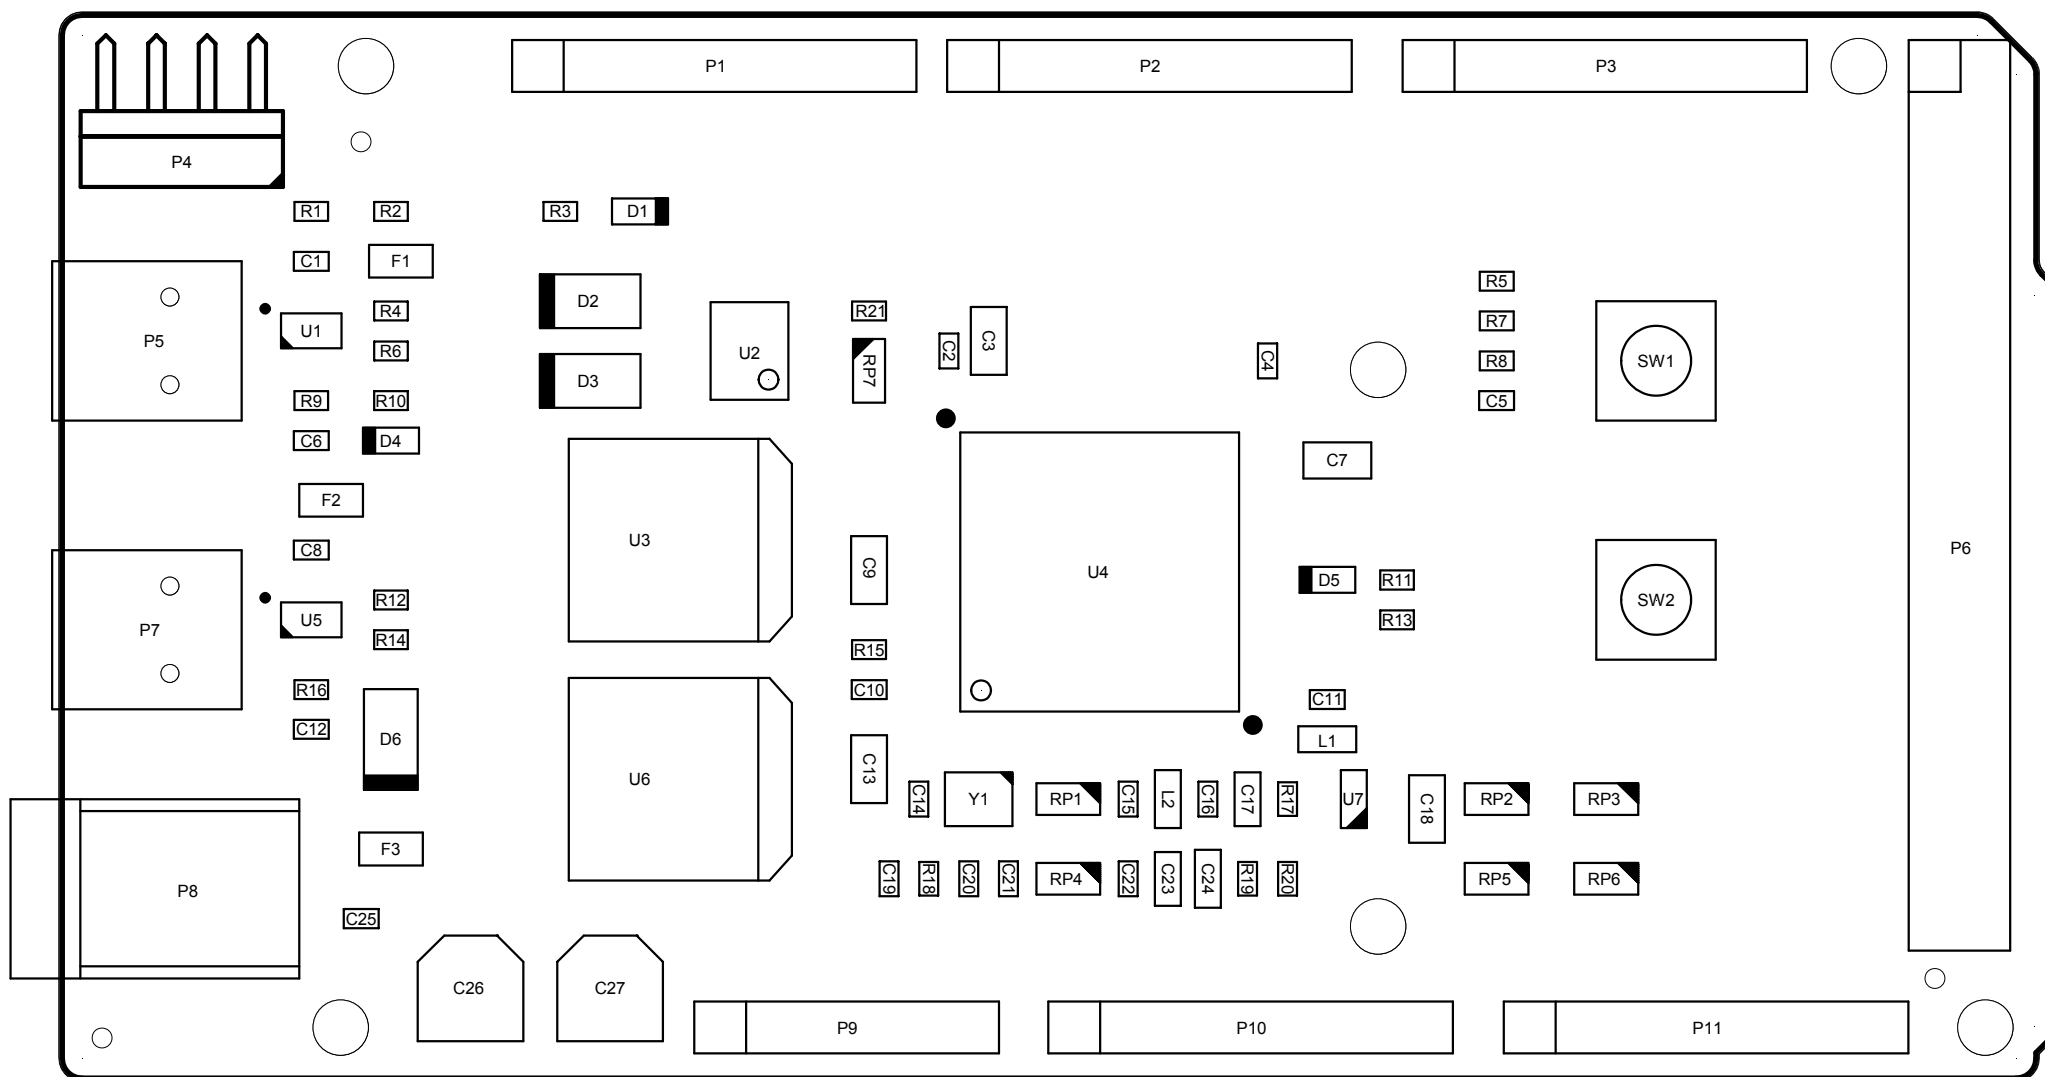 P1 P2 P3
P4
R1 R2 R3 D1
C1 F1
D2 R5
P5 U1 R4 R21 R7
R6 U2 RP7 C2 C3 C4 R8 SW1
D3
R9 R10 C5
C6 D4 C7
F2
U3 U4 P6
C8 C9
D5 R11
P7 U5 R12 SW2
R14 R13
R15
R16 C10 C11
C12 D6 L1
U6 C13
C14 Y1 RP1 C15 L2 C16 C17 R17 U7 C18 RP2 RP3
F3
P8 C19 R18 C20 C21 RP4 C22 C23 C24 R19 R20 RP5 RP6
C25
C26 C27
P9 P10 P11